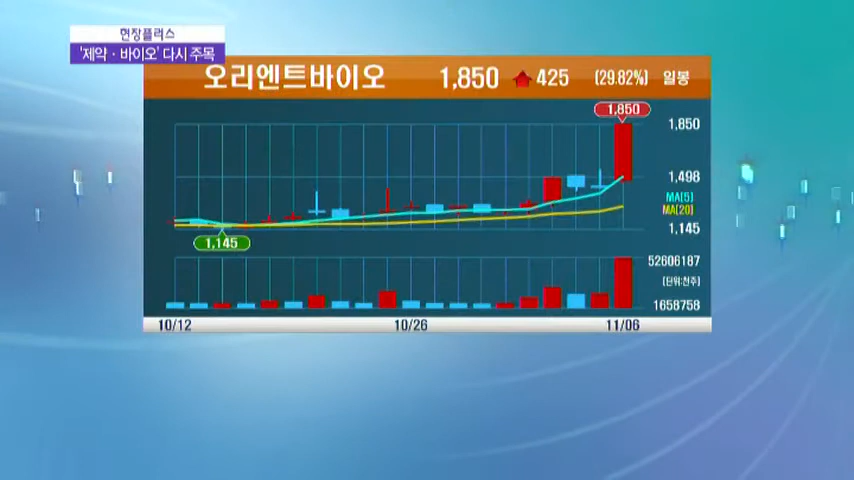 현장플러스
'제약·바이오' 다시 주목
오리엔트바이오 1,850 425 (29.82%) 일봉
1,850
1,850
1,498
MA(5)
MA(20)
1,145
1,145
52606187
[단위:천주]
1658758
10/12 10/26 11/06